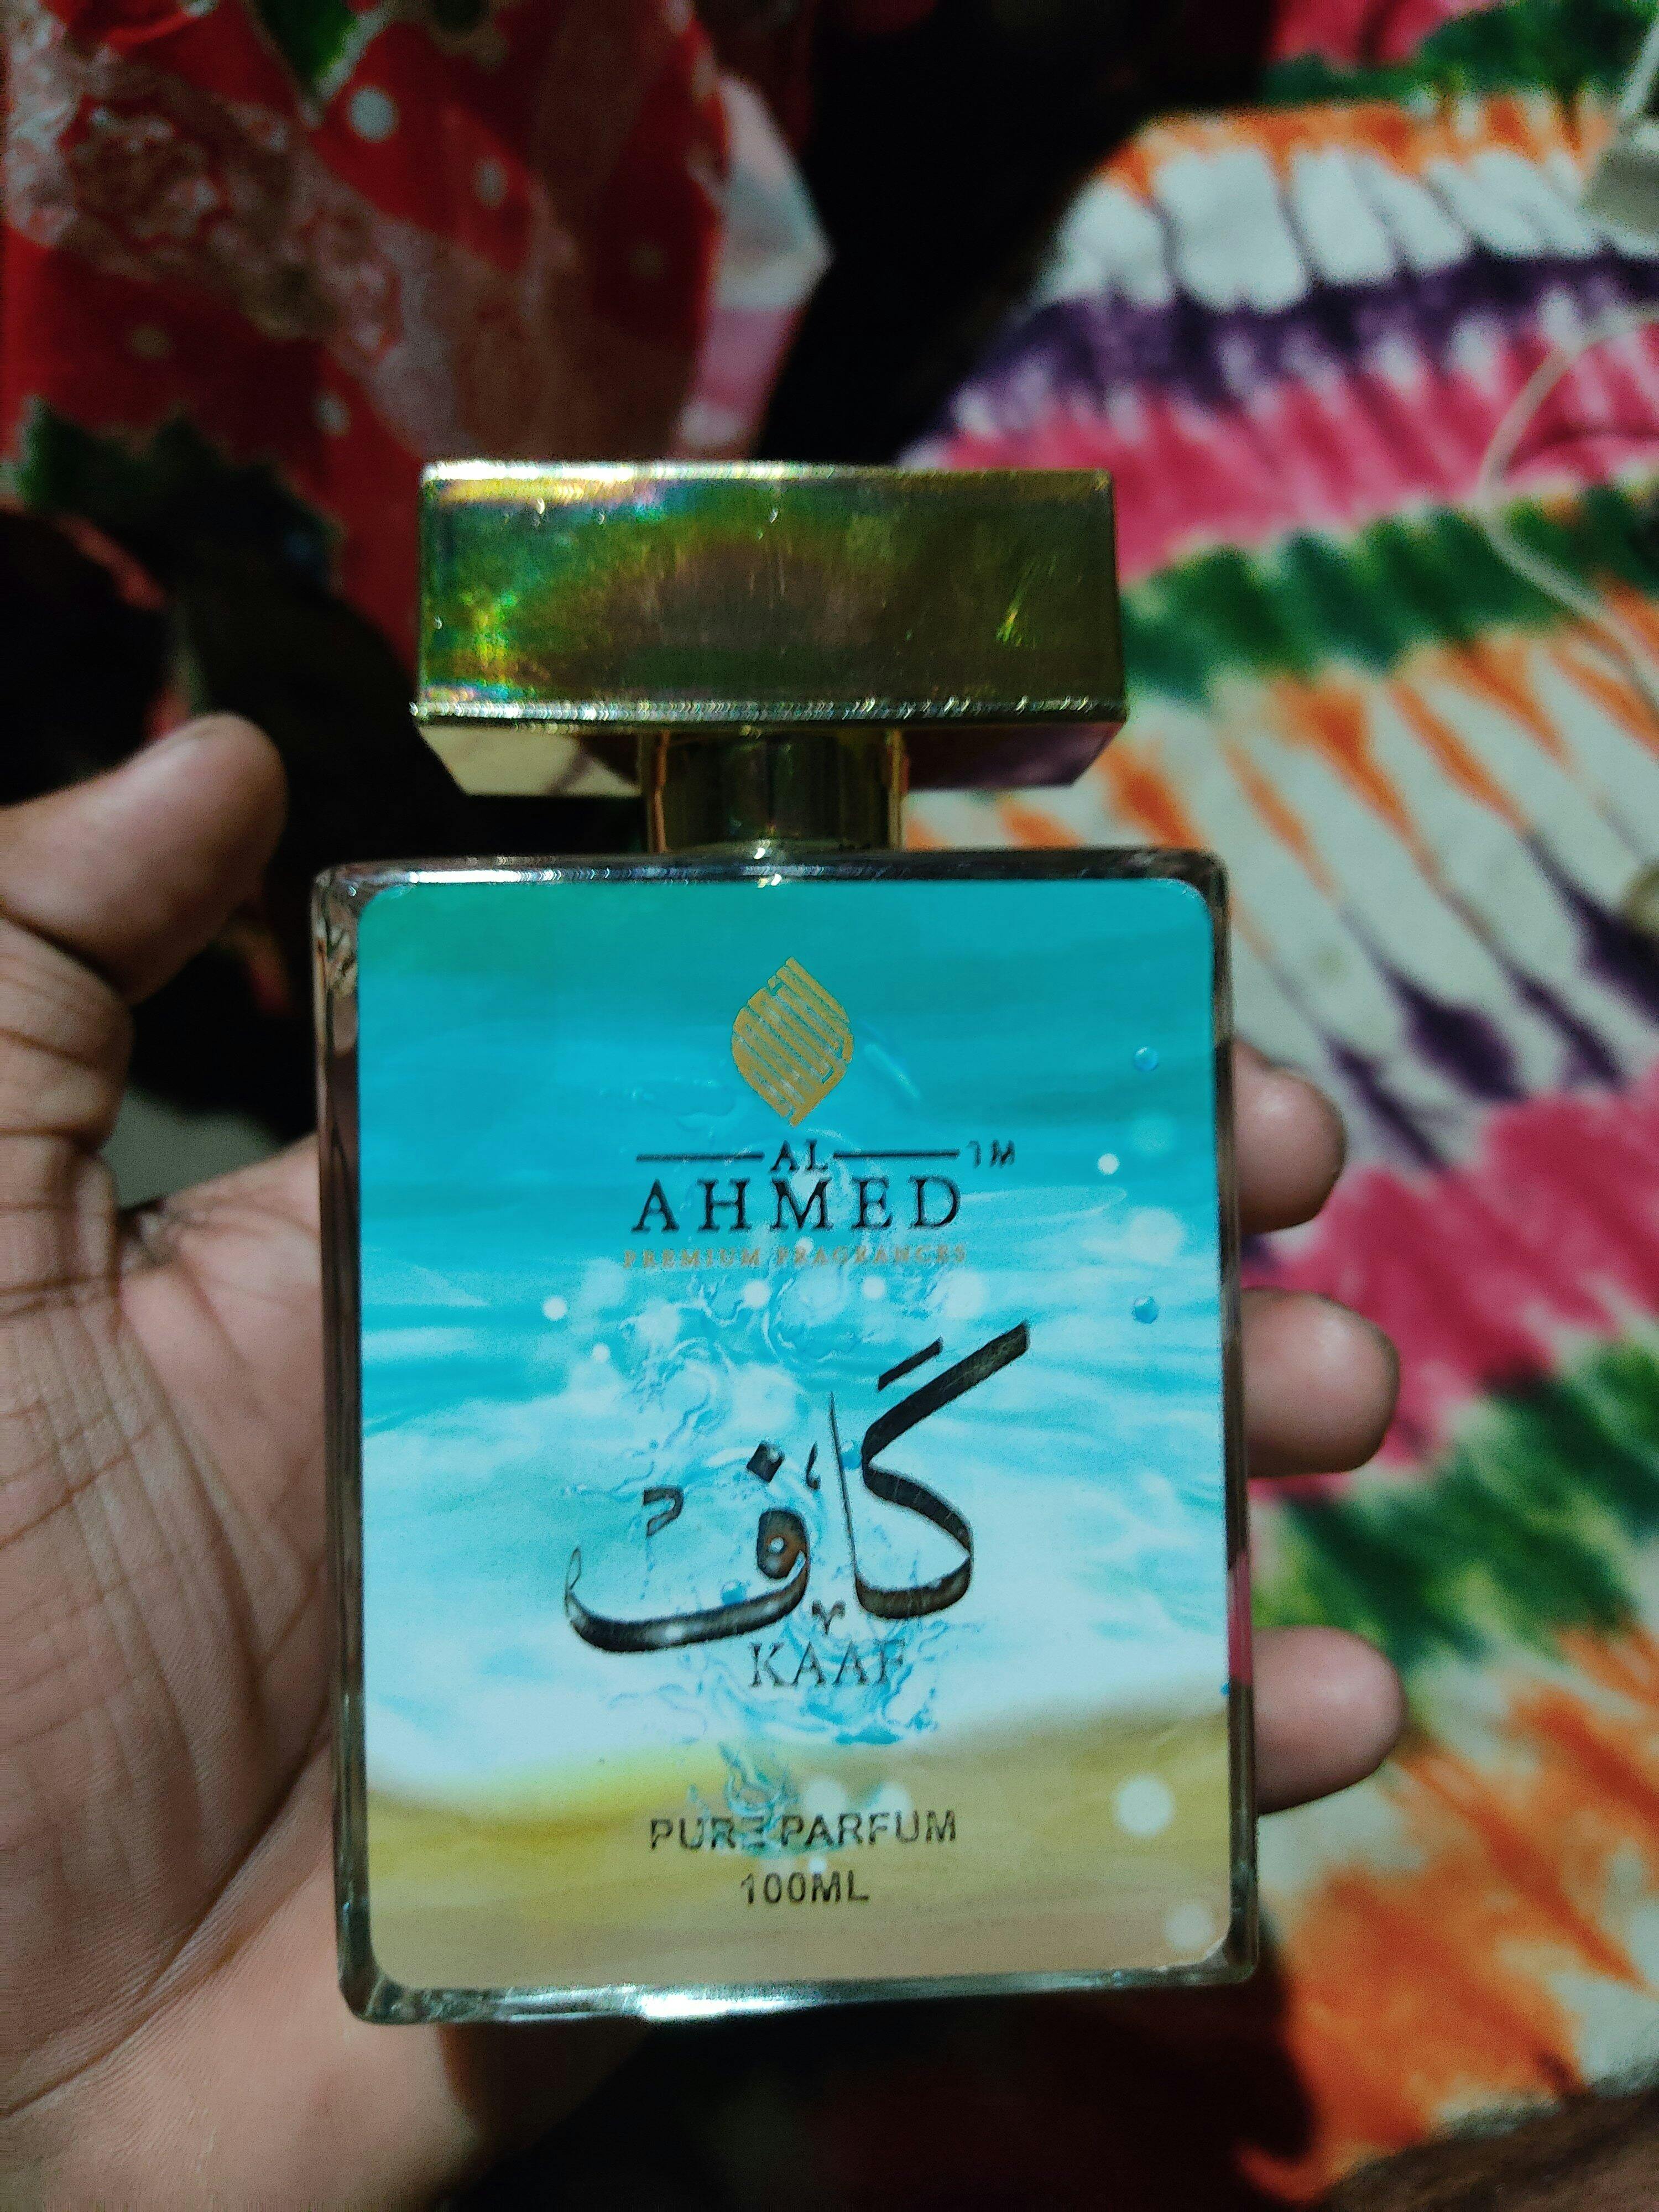 AL TM
AHMED
PREMIUM FRAGRANCES
كاف
KAAF
PURE PARFUM
100ML